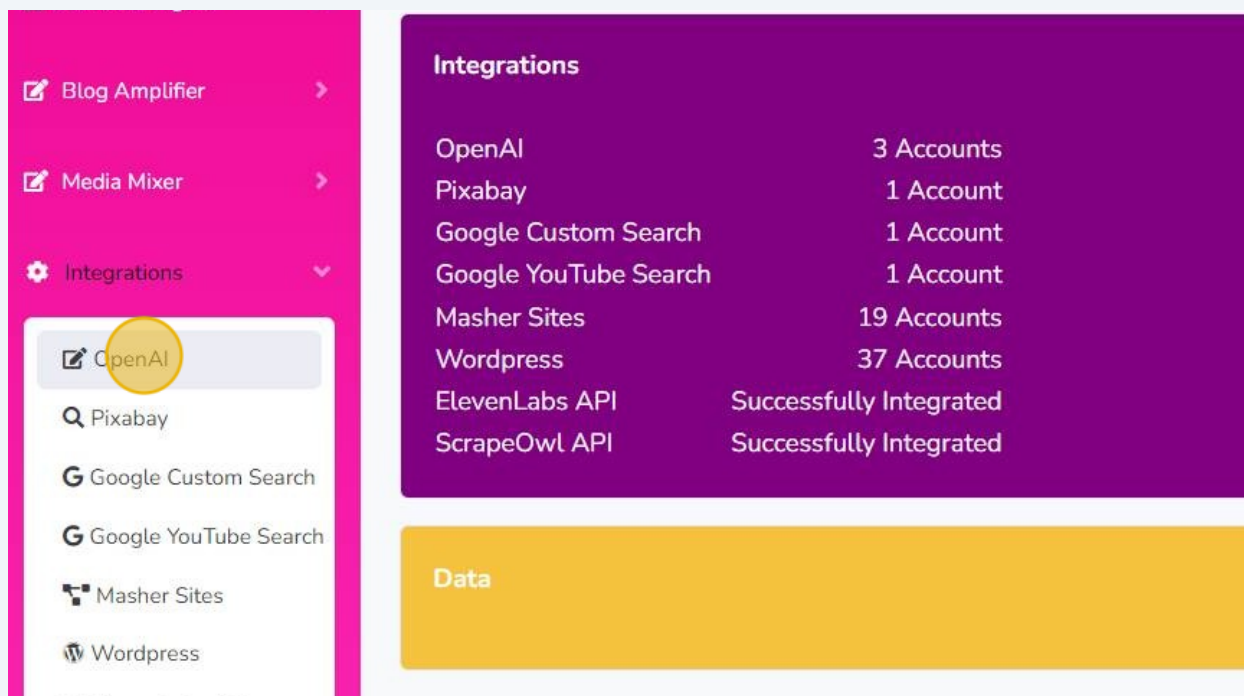 Blog Amplifier
Media Mixer
Integrations
OpenAI
Pixabay
Google Custom Search
Google YouTube Search
Masher Sites
Wordpress
Integrations
OpenAI 3 Accounts
Pixabay 1 Account
Google Custom Search 1 Account
Google YouTube Search 1 Account
Masher Sites 19 Accounts
Wordpress 37 Accounts
ElevenLabs API Successfully Integrated
ScrapeOwl API Successfully Integrated
Data